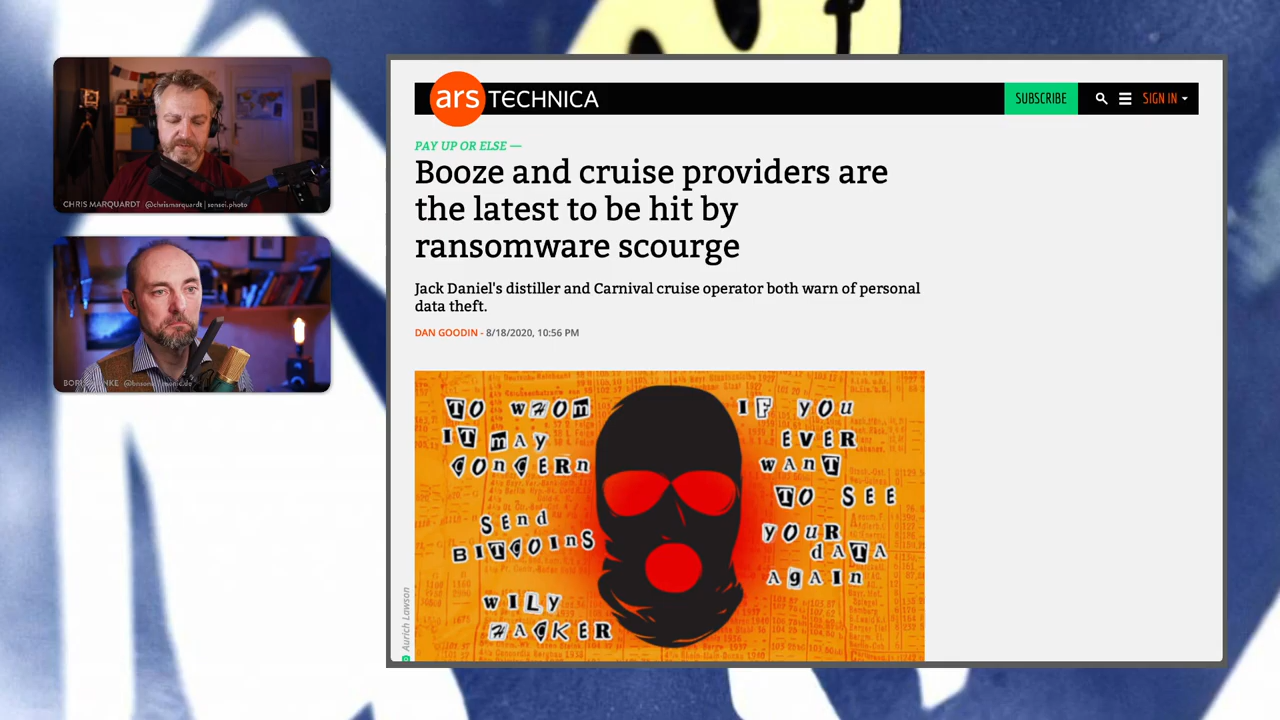 CHRIS MARQUARDT @chrismarquardt | sensei.photo
ars TECHNICA
SUBSCRIBE
SIGN IN
PAY UP OR ELSE —
Booze and cruise providers are
the latest to be hit by
ransomware scourge
Jack Daniel's distiller and Carnival cruise operator both warn of personal
data theft.
DAN GOODIN - 8/18/2020, 10:56 PM
TO WHOM
IT MAY
CONCERN
SEND
BITCOINS
WILY
HACKER
IF YOU
EVER
WANT
TO SEE
YOUR
DATA
AGAIN
Aurich Lawson